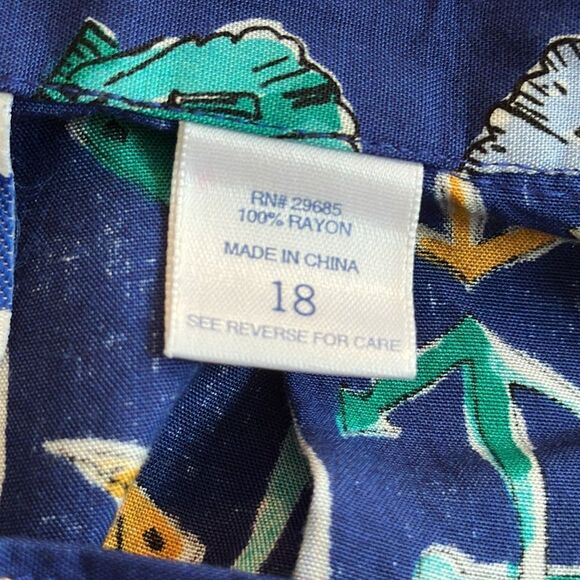 RN# 29685
100% RAYON
MADE IN CHINA
18
SEE REVERSE FOR CARE